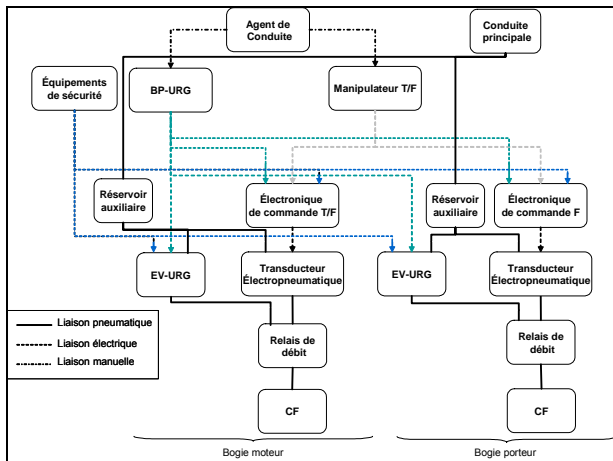 Agent de
Conduite
Conduite
principale
Équipements
de sécurité
BP-URG
Manipulateur T/F
Réservoir
auxiliaire
Électronique
de commande T/F
Réservoir
auxiliaire
Électronique
de commande F
EV-URG
Transducteur
Électropneumatique
EV-URG
Transducteur
Électropneumatique
Liaison pneumatique
Liaison électrique
Liaison manuelle
Relais de
débit
Relais de
débit
CF
CF
Bogie moteur
Bogie porteur